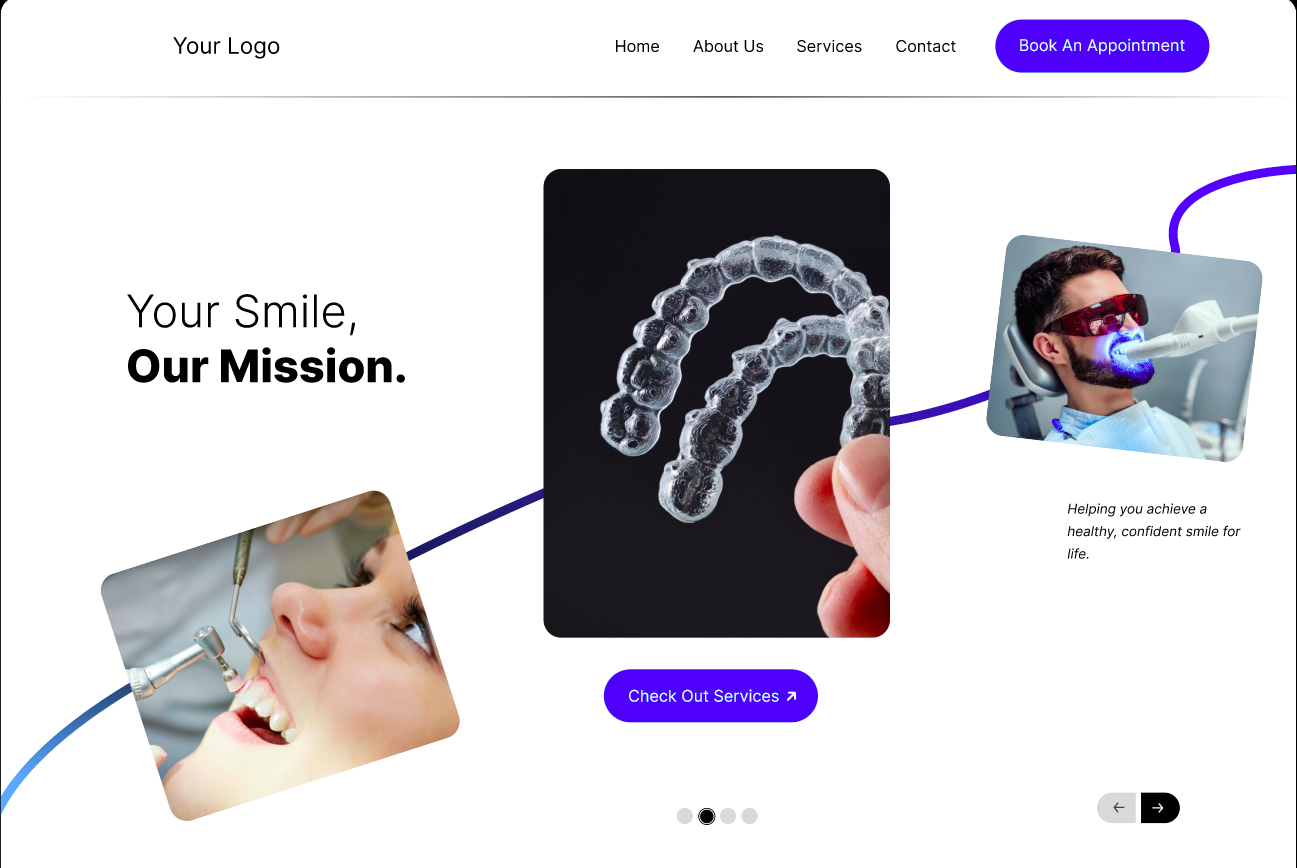 Your Logo
Home
About Us
Services
Contact
Book An Appointment
Your Smile,
Our Mission.
Helping you achieve a
healthy, confident smile for
life.
Check Out Services